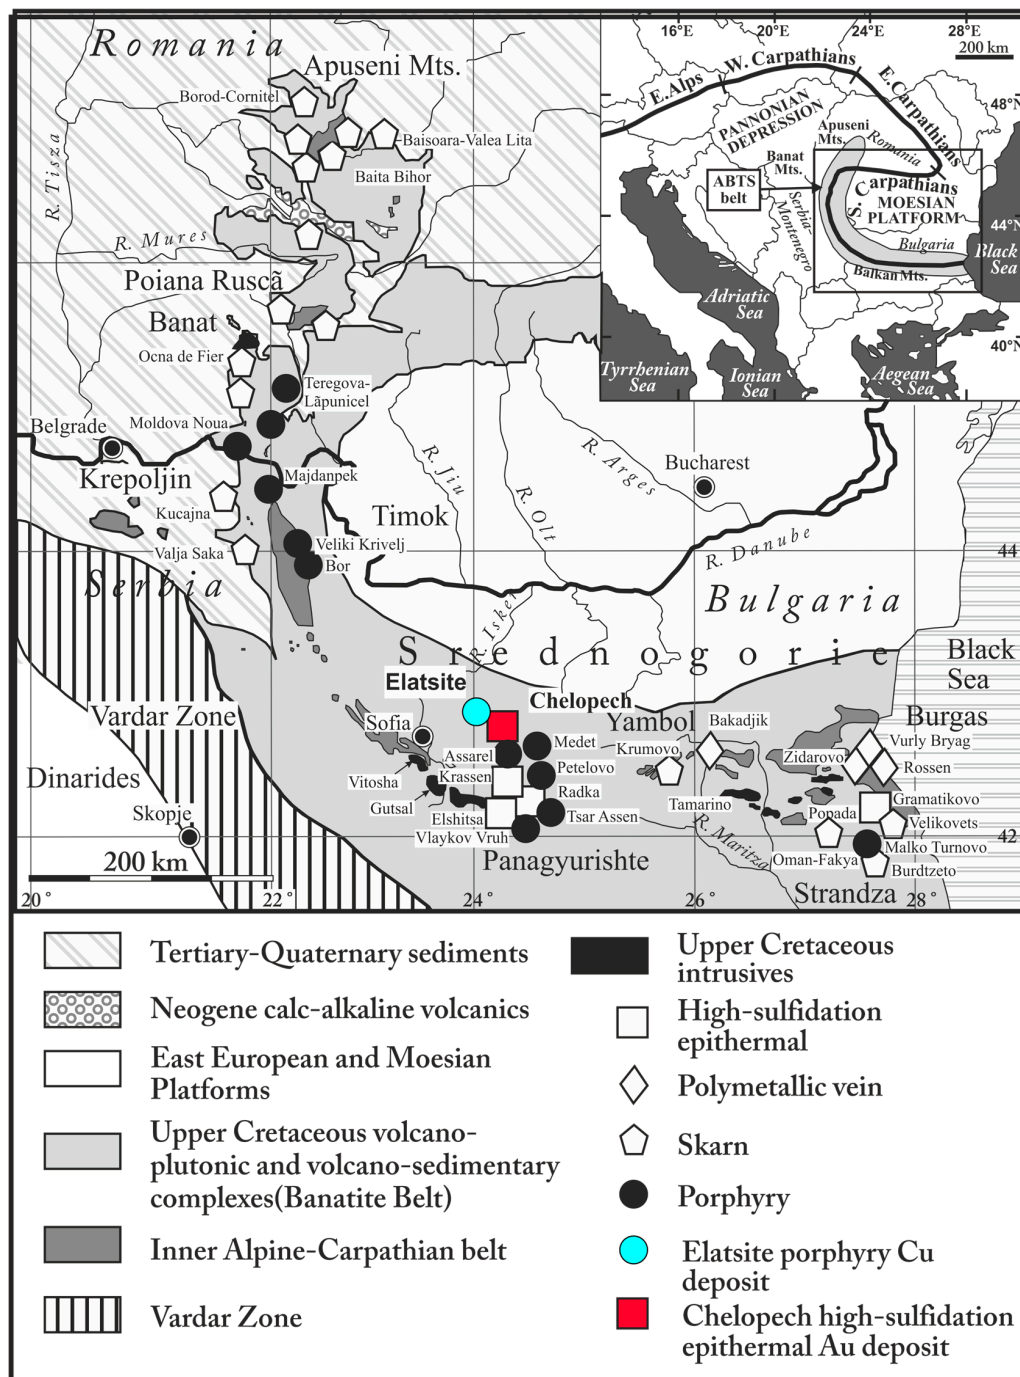 Romania
Apuseni Mts.
Borod-Cornitel
Baisoara-Valea Lita
Baita Bihor
R. Tisza
R. Mures
Poiana Ruscã
Banat
Ocna de Fier
Teregova-
Lãpunicel
Moldova Noua
Belgrade
Krepoljin
Majdanpek
Kucajna
Timok
Valja Saka
Veliki Krivelj
Bor
Serbia
R. Jiu
R. Olt
R. Arges
Bucharest
R. Danube
44
Bulgaria
R. Isker
Srednogorie
Black
Sea
Elatsite
Chelopech
Vardar Zone
Sofia
Yambol
Bakadjik
Burgas
Assarel
Medet
Krumovo
Zidarovo
Vurly Bryag
Rossen
Dinarides
Vitosha
Krassen
Petelovo
Gutsal
Radka
Tamarino
Popada
Gramatikovo
Skopje
Elshitsa
Tsar Assen
Velikovets
Vlaykov Vruh
R. Maritza
42
Malko Turnovo
Oman-Fakya
Burdtzeto
Panagyurishte
Strandza
200 km
20°
22°
24
26
28°
16°E
20°E
24°E
28°E
200 km
E.Alps
W. Carpathians
E.Carpathians
48°N
PANNONIAN
DEPRESSION
Apuseni
Mts.
Romania
Banat
Mts.
ABTS
belt
S. Carpathians
MOESIAN
PLATFORM
Serbia-
Montenegro
44°N
Bulgaria
Black
Sea
Balkan Mts.
Adriatic
Sea
40°N
Tyrrhenian
Sea
Ionian
Sea
Aegean
Sea
Tertiary-Quaternary sediments
Neogene calc-alkaline volcanics
East European and Moesian
Platforms
Upper Cretaceous volcano-
plutonic and volcano-sedimentary
complexes(Banatite Belt)
Inner Alpine-Carpathian belt
Vardar Zone
Upper Cretaceous
intrusives
High-sulfidation
epithermal
Polymetallic vein
Skarn
Porphyry
Elatsite porphyry Cu
deposit
Chelopech high-sulfidation
epithermal Au deposit